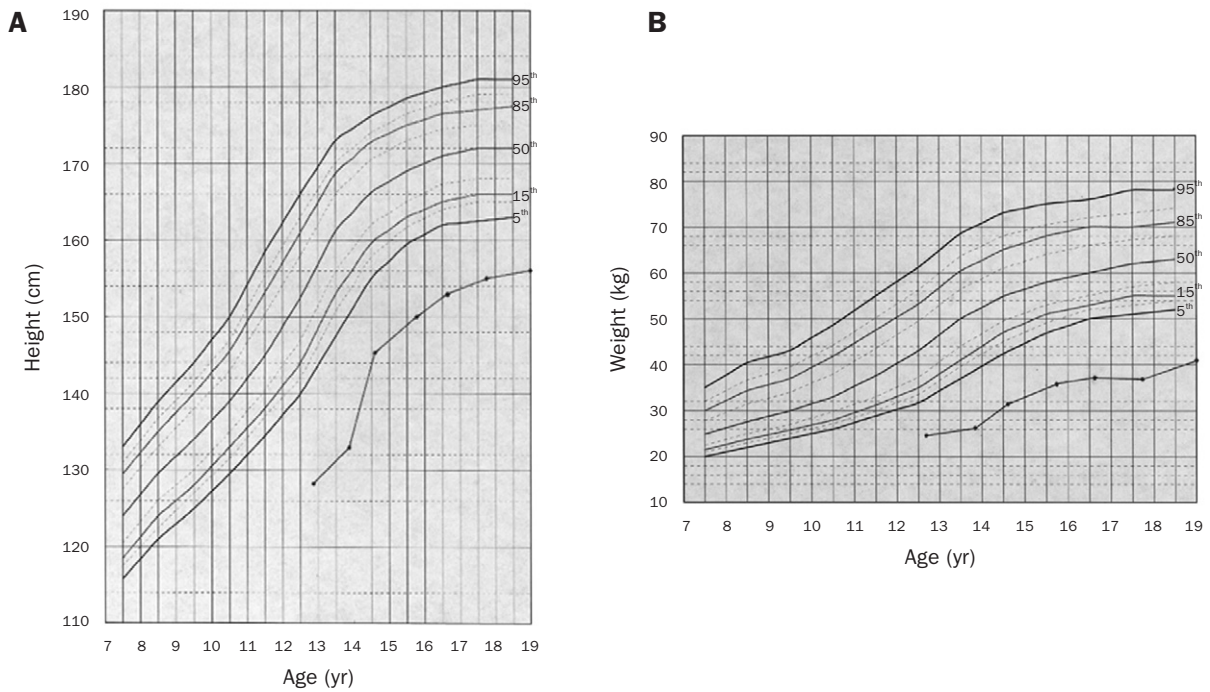 A
190
180
170
160
150
140
130
120
110
Height (cm)
95th
85th
50th
15th
5th
7 8 9 10 11 12 13 14 15 16 17 18 19
Age (yr)
B
90
80
70
60
50
40
30
20
10
Weight (kg)
95th
85th
50th
15th
5th
7 8 9 10 11 12 13 14 15 16 17 18 19
Age (yr)